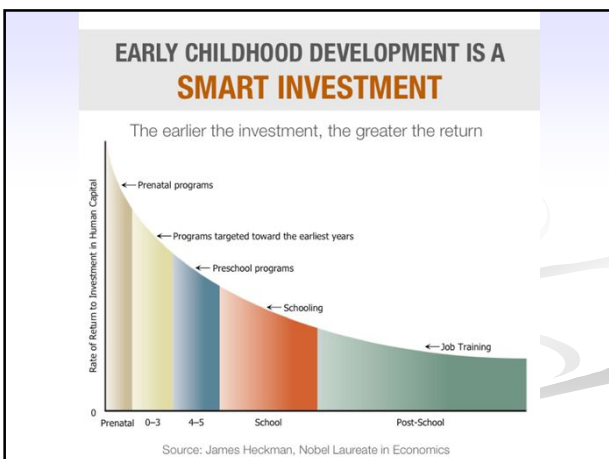 EARLY CHILDHOOD DEVELOPMENT IS A
SMART INVESTMENT
The earlier the investment, the greater the return
Rate of Return to Investment in Human Capital
Prenatal programs
Programs targeted toward the earliest years
Preschool programs
Schooling
Job Training
0
Prenatal 0–3 4–5 School Post-School
Source: James Heckman, Nobel Laureate in Economics